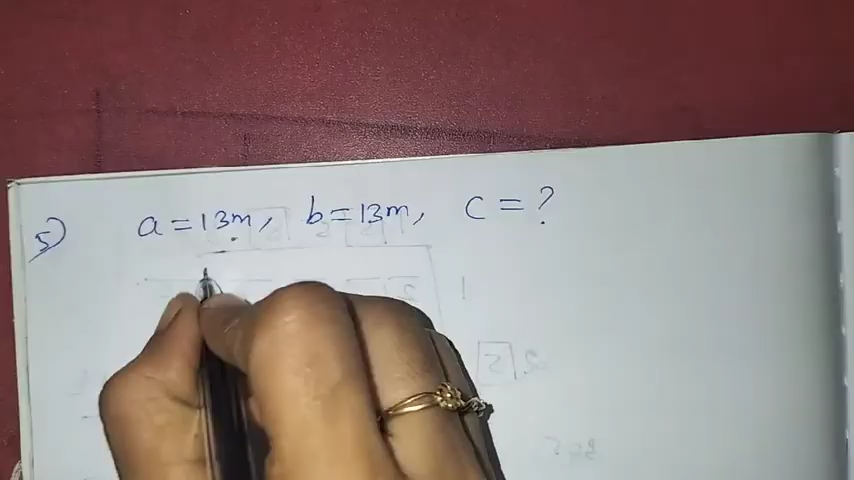 5) a = 13m, b = 13m, c = ?